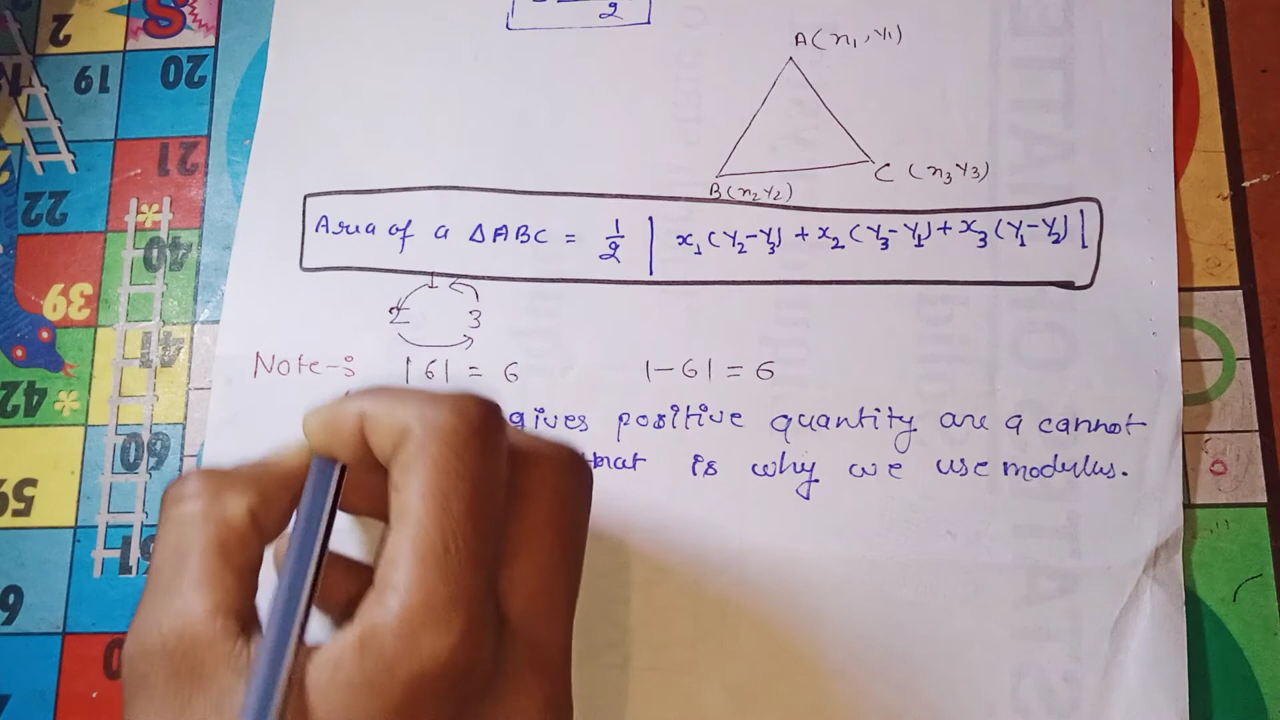 2
A(x₁,y₁)
B(x₂ y₂)
C (x₃ y₃)
Area of a ΔABC = 1/2 | x₁(y₂-y₃) + x₂(y₃-y₁) + x₃(y₁-y₂) |
1
2 3
Note-: |6| = 6 |-6| = 6
gives positive quantity are a cannot
that is why we use modulus.
S
2
19 20
21
22
40
39
41
42
60
59
61
6